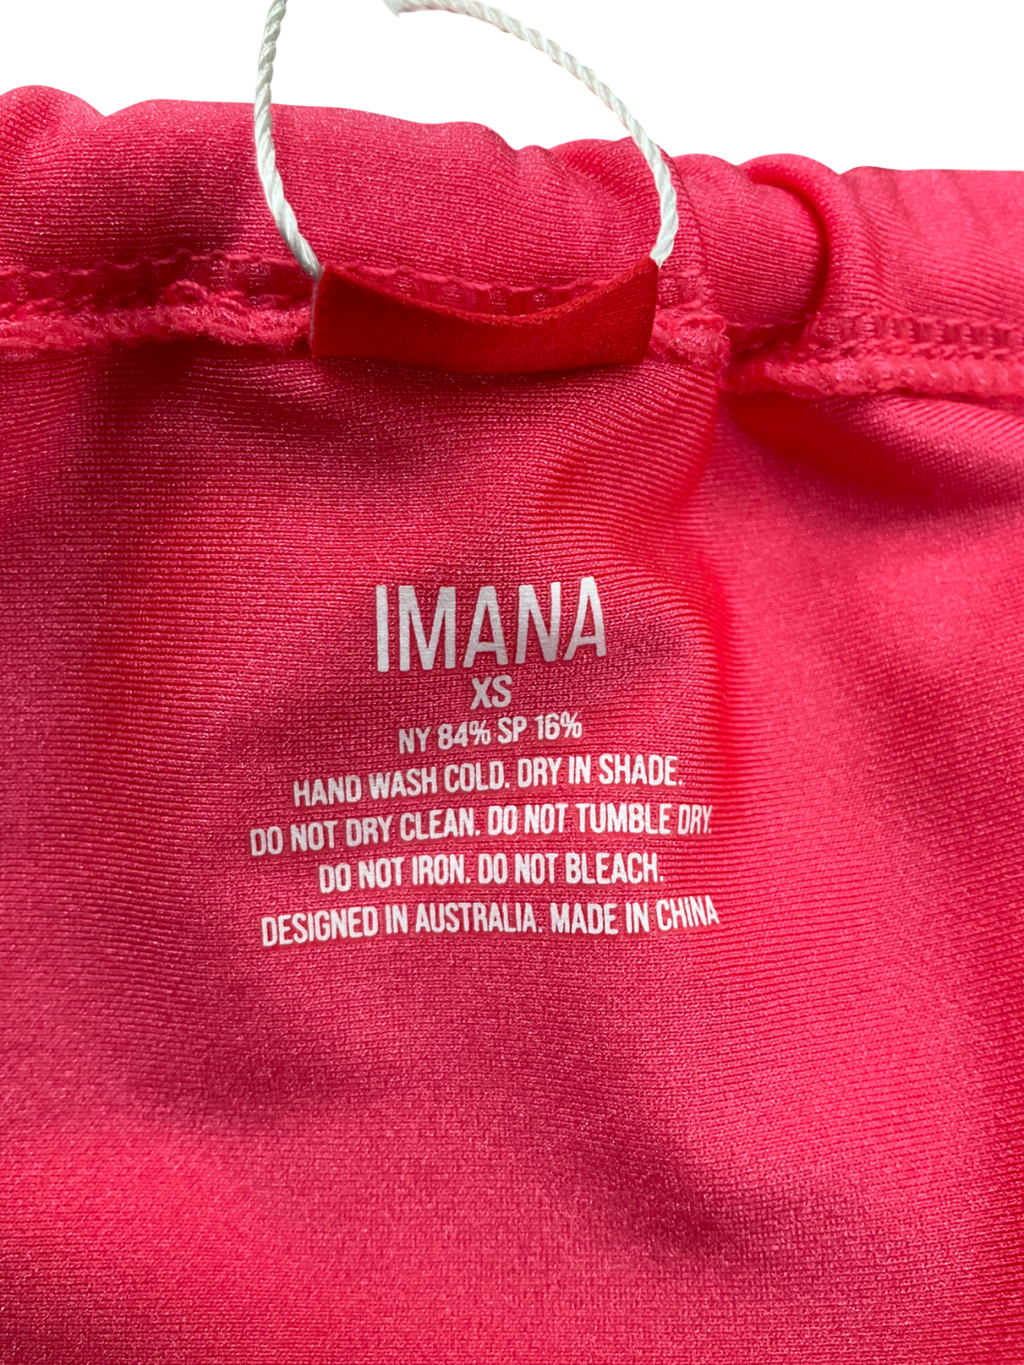 IMANA
XS
NY 84% SP 16%
HAND WASH COLD. DRY IN SHADE.
DO NOT DRY CLEAN. DO NOT TUMBLE DRY.
DO NOT IRON. DO NOT BLEACH.
DESIGNED IN AUSTRALIA. MADE IN CHINA